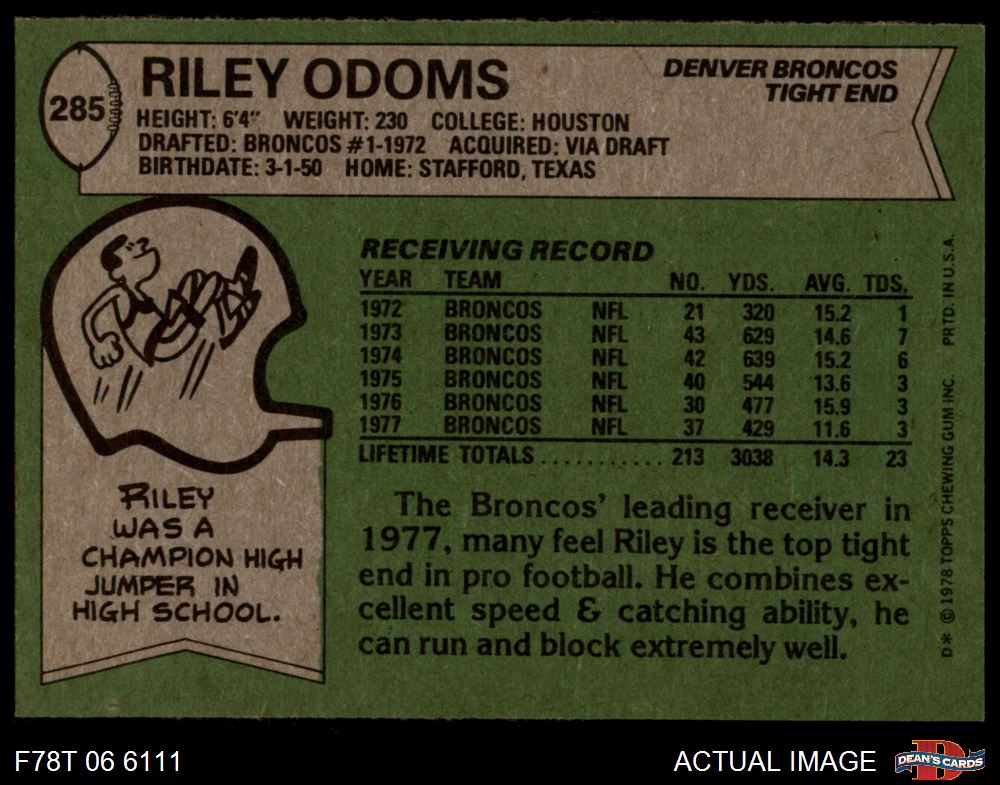 285
RILEY ODOMS
DENVER BRONCOS
TIGHT END
HEIGHT: 6'4" WEIGHT: 230 COLLEGE: HOUSTON
DRAFTED: BRONCOS #1-1972 ACQUIRED: VIA DRAFT
BIRTHDATE: 3-1-50 HOME: STAFFORD, TEXAS
RECEIVING RECORD
YEAR TEAM NO. YDS. AVG. TDS.
1972 BRONCOS NFL 21 320 15.2 1
1973 BRONCOS NFL 43 629 14.6 7
1974 BRONCOS NFL 42 639 15.2 6
1975 BRONCOS NFL 40 544 13.6 3
1976 BRONCOS NFL 30 477 15.9 3
1977 BRONCOS NFL 37 429 11.6 3
LIFETIME TOTALS............ 213 3038 14.3 23
RILEY
WAS A
CHAMPION HIGH
JUMPER IN
HIGH SCHOOL.
The Broncos' leading receiver in
1977, many feel Riley is the top tight
end in pro football. He combines ex-
cellent speed & catching ability, he
can run and block extremely well.
D* © 1978 TOPPS CHEWING GUM INC. PRTD. IN U.S.A.
F78T 06 6111
ACTUAL IMAGE
DEAN'S CARDS